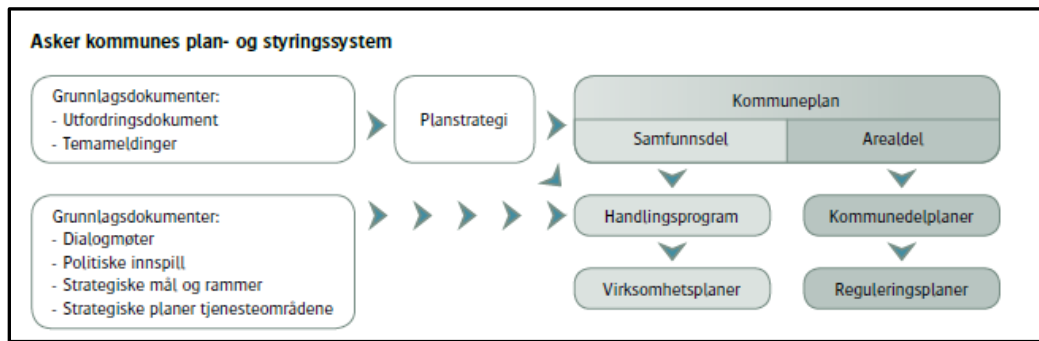 Asker kommunes plan- og styringssystem
Grunnlagsdokumenter:
- Utfordringsdokument
- Temameldinger
Planstrategi
Kommuneplan
Samfunnsdel
Arealdel
Grunnlagsdokumenter:
- Dialogmøter
- Politiske innspill
- Strategiske mål og rammer
- Strategiske planer tjenesteområdene
Handlingsprogram
Kommunedelplaner
Virksomhetsplaner
Reguleringsplaner